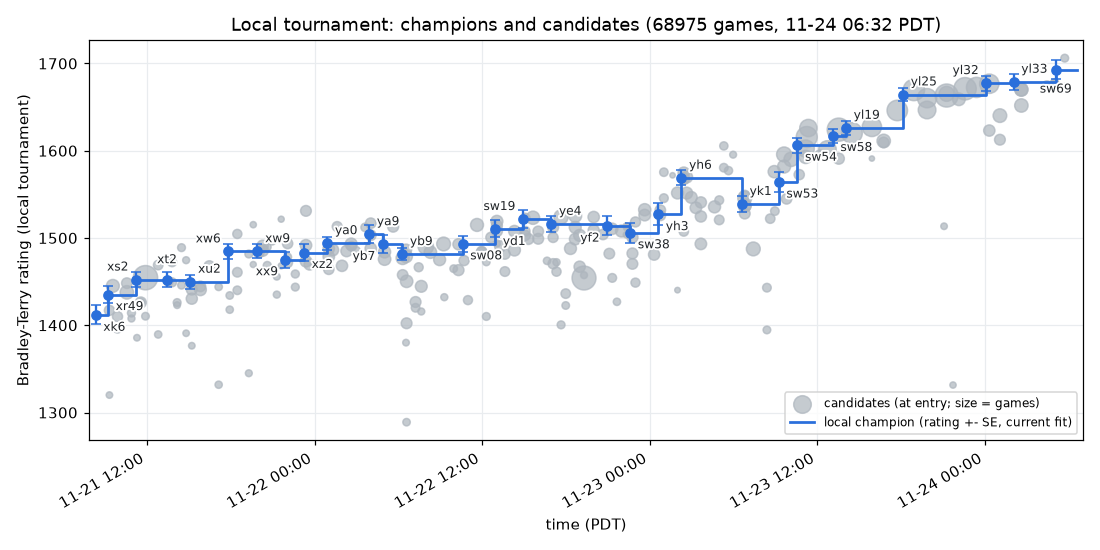 Local tournament: champions and candidates (68975 games, 11-24 06:32 PDT)
Bradley-Terry rating (local tournament)
1700
1600
1500
1400
1300
xk6
xr49
xs2
xt2
xu2
xw6
xw9
xx9
xz2
ya0
ya9
yb7
yb9
sw08
yd1
sw19
ye4
yf2
sw38
yh3
yh6
yk1
sw53
sw54
sw58
yl19
yl25
yl32
yl33
sw69
candidates (at entry; size = games)
local champion (rating +- SE, current fit)
11-21 12:00
11-22 00:00
11-22 12:00
11-23 00:00
11-23 12:00
11-24 00:00
time (PDT)